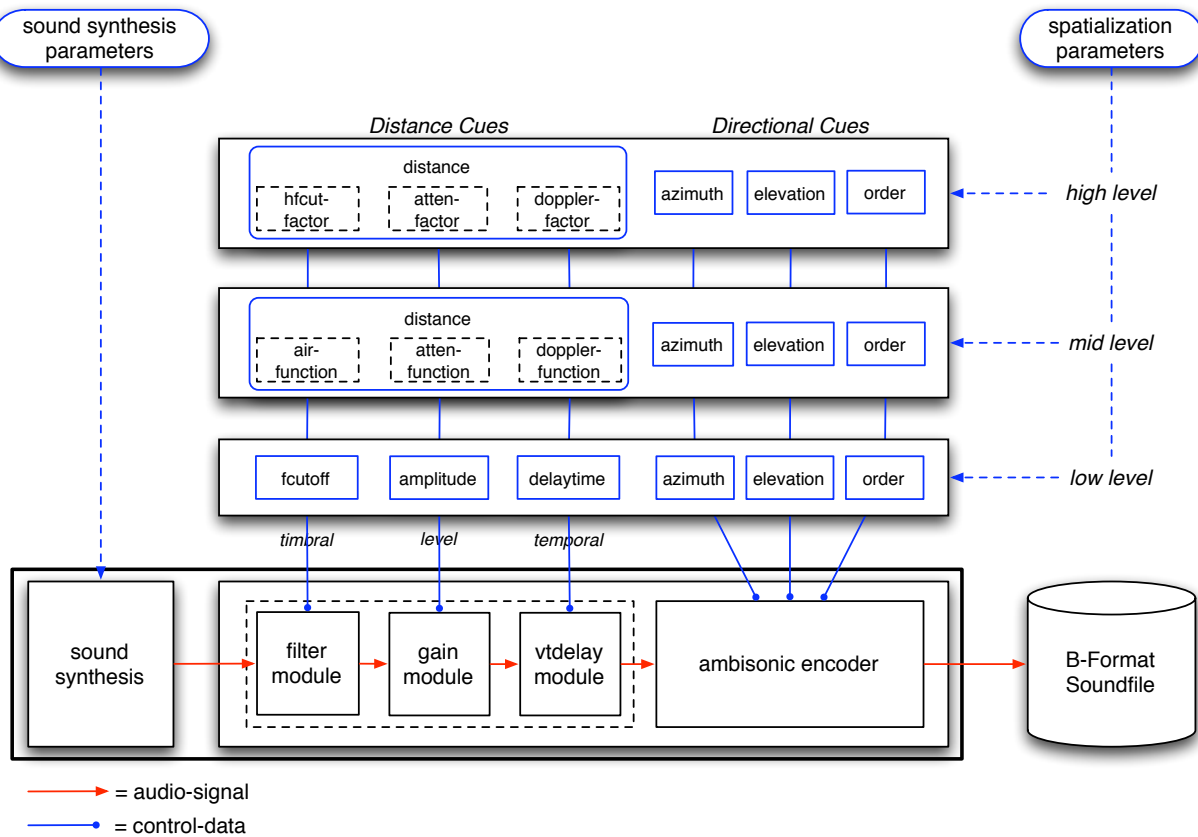 sound synthesis
parameters
spatialization
parameters
Distance Cues
Directional Cues
distance
hfcut-
factor
atten-
factor
doppler-
factor
azimuth
elevation
order
high level
distance
air-
function
atten-
function
doppler-
function
azimuth
elevation
order
mid level
fcutoff
amplitude
delaytime
azimuth
elevation
order
low level
timbral
level
temporal
sound
synthesis
filter
module
gain
module
vtdelay
module
ambisonic encoder
B-Format
Soundfile
= audio-signal
= control-data